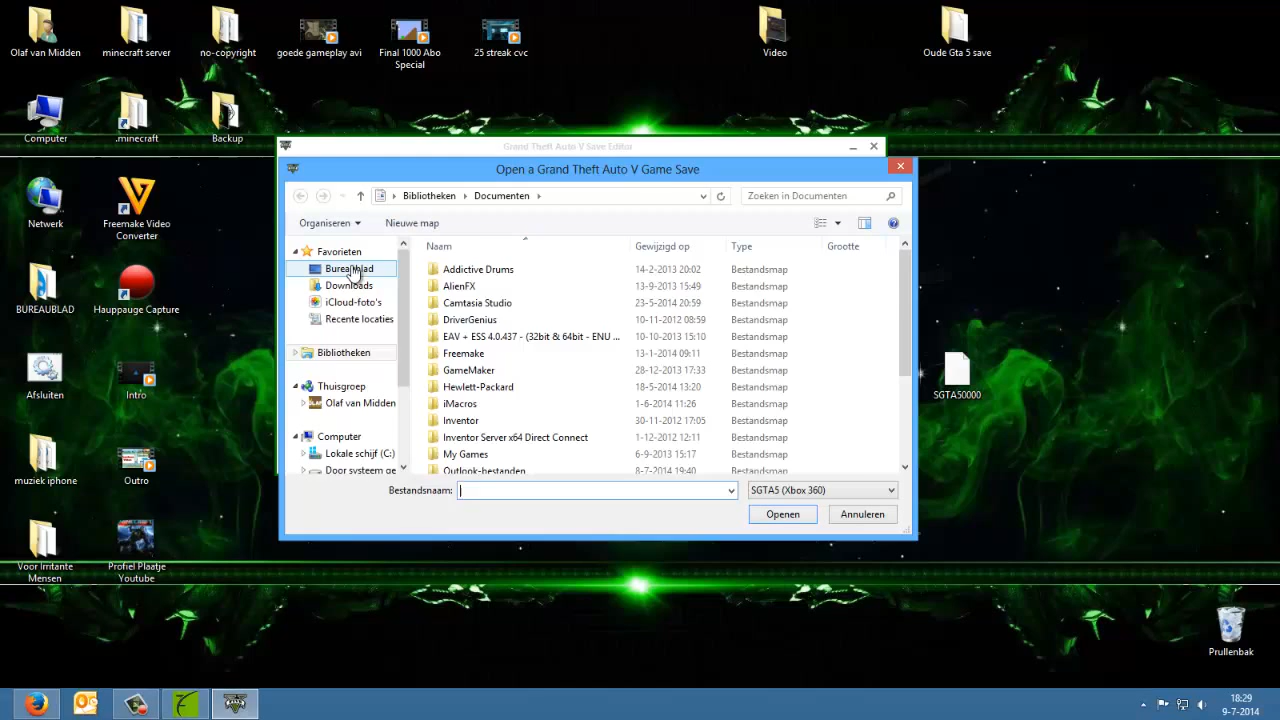 Olaf van Midden
minecraft server
no-copyright
goede gameplay avi
Final 1000 Abo
Special
25 streak cvc
Video
Oude Gta 5 save
Computer
.minecraft
Backup
Netwerk
Freemake Video
Converter
BUREAUBLAD
Hauppauge Capture
Afsluiten
Intro
muziek iphone
Outro
Voor Irritante
Mensen
Profiel Plaatje
Youtube
SGTA50000
Prullenbak
Grand Theft Auto V Save Editor
Open a Grand Theft Auto V Game Save
Bibliotheken
Documenten
Zoeken in Documenten
Organiseren
Nieuwe map
Favorieten
Bureaublad
Downloads
iCloud-foto's
Recente locaties
Bibliotheken
Thuisgroep
Olaf van Midden
Computer
Lokale schijf (C:)
Door systeem ge
Naam Gewijzigd op Type Grootte
Addictive Drums 14-2-2013 20:02 Bestandsmap
AlienFX 13-9-2013 15:49 Bestandsmap
Camtasia Studio 23-5-2014 20:59 Bestandsmap
DriverGenius 10-11-2012 08:59 Bestandsmap
EAV + ESS 4.0.437 - (32bit & 64bit - ENU ... 10-10-2013 15:10 Bestandsmap
Freemake 13-1-2014 09:11 Bestandsmap
GameMaker 28-12-2013 17:33 Bestandsmap
Hewlett-Packard 18-5-2014 13:20 Bestandsmap
iMacros 1-6-2014 11:26 Bestandsmap
Inventor 30-11-2012 17:05 Bestandsmap
Inventor Server x64 Direct Connect 1-12-2012 12:11 Bestandsmap
My Games 6-9-2013 15:17 Bestandsmap
Outlook-bestanden 8-7-2014 19:40 Bestandsmap
Bestandsnaam:
SGTA5 (Xbox 360)
Openen
Annuleren
18:29
9-7-2014